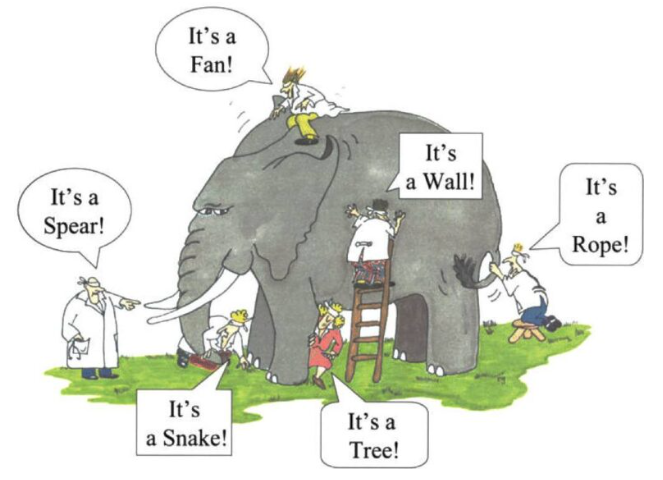 It's a
Fan!
It's
a Wall!
It's a
Spear!
It's
a
Rope!
It's
a Snake!
It's a
Tree!